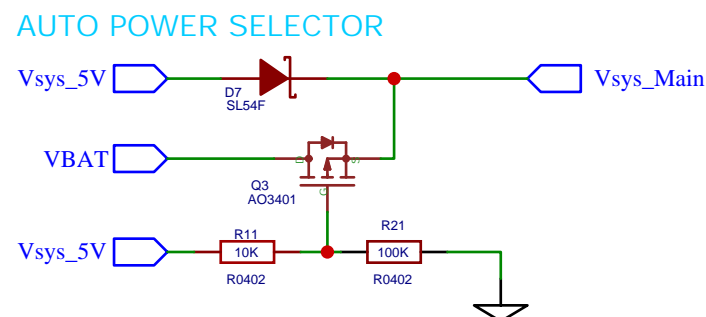 AUTO POWER SELECTOR
Vsys_5V
D7
SL54F
Vsys_Main
VBAT
D
S
G
Q3
AO3401
Vsys_5V
R11
10K
R0402
R21
100K
R0402